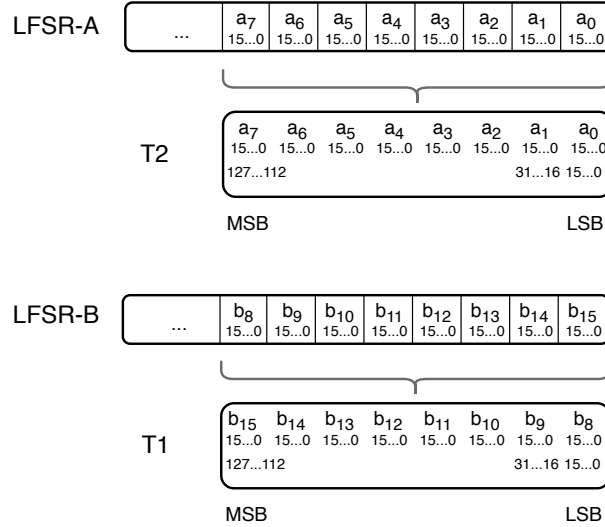 LFSR-A ... a7 a6 a5 a4 a3 a2 a1 a0
15...0 15...0 15...0 15...0 15...0 15...0 15...0 15...0
a7 a6 a5 a4 a3 a2 a1 a0
T2 15...0 15...0 15...0 15...0 15...0 15...0 15...0 15...0
127...112 31...16 15...0
MSB LSB
LFSR-B ... b8 b9 b10 b11 b12 b13 b14 b15
15...0 15...0 15...0 15...0 15...0 15...0 15...0 15...0
b15 b14 b13 b12 b11 b10 b9 b8
T1 15...0 15...0 15...0 15...0 15...0 15...0 15...0 15...0
127...112 31...16 15...0
MSB LSB